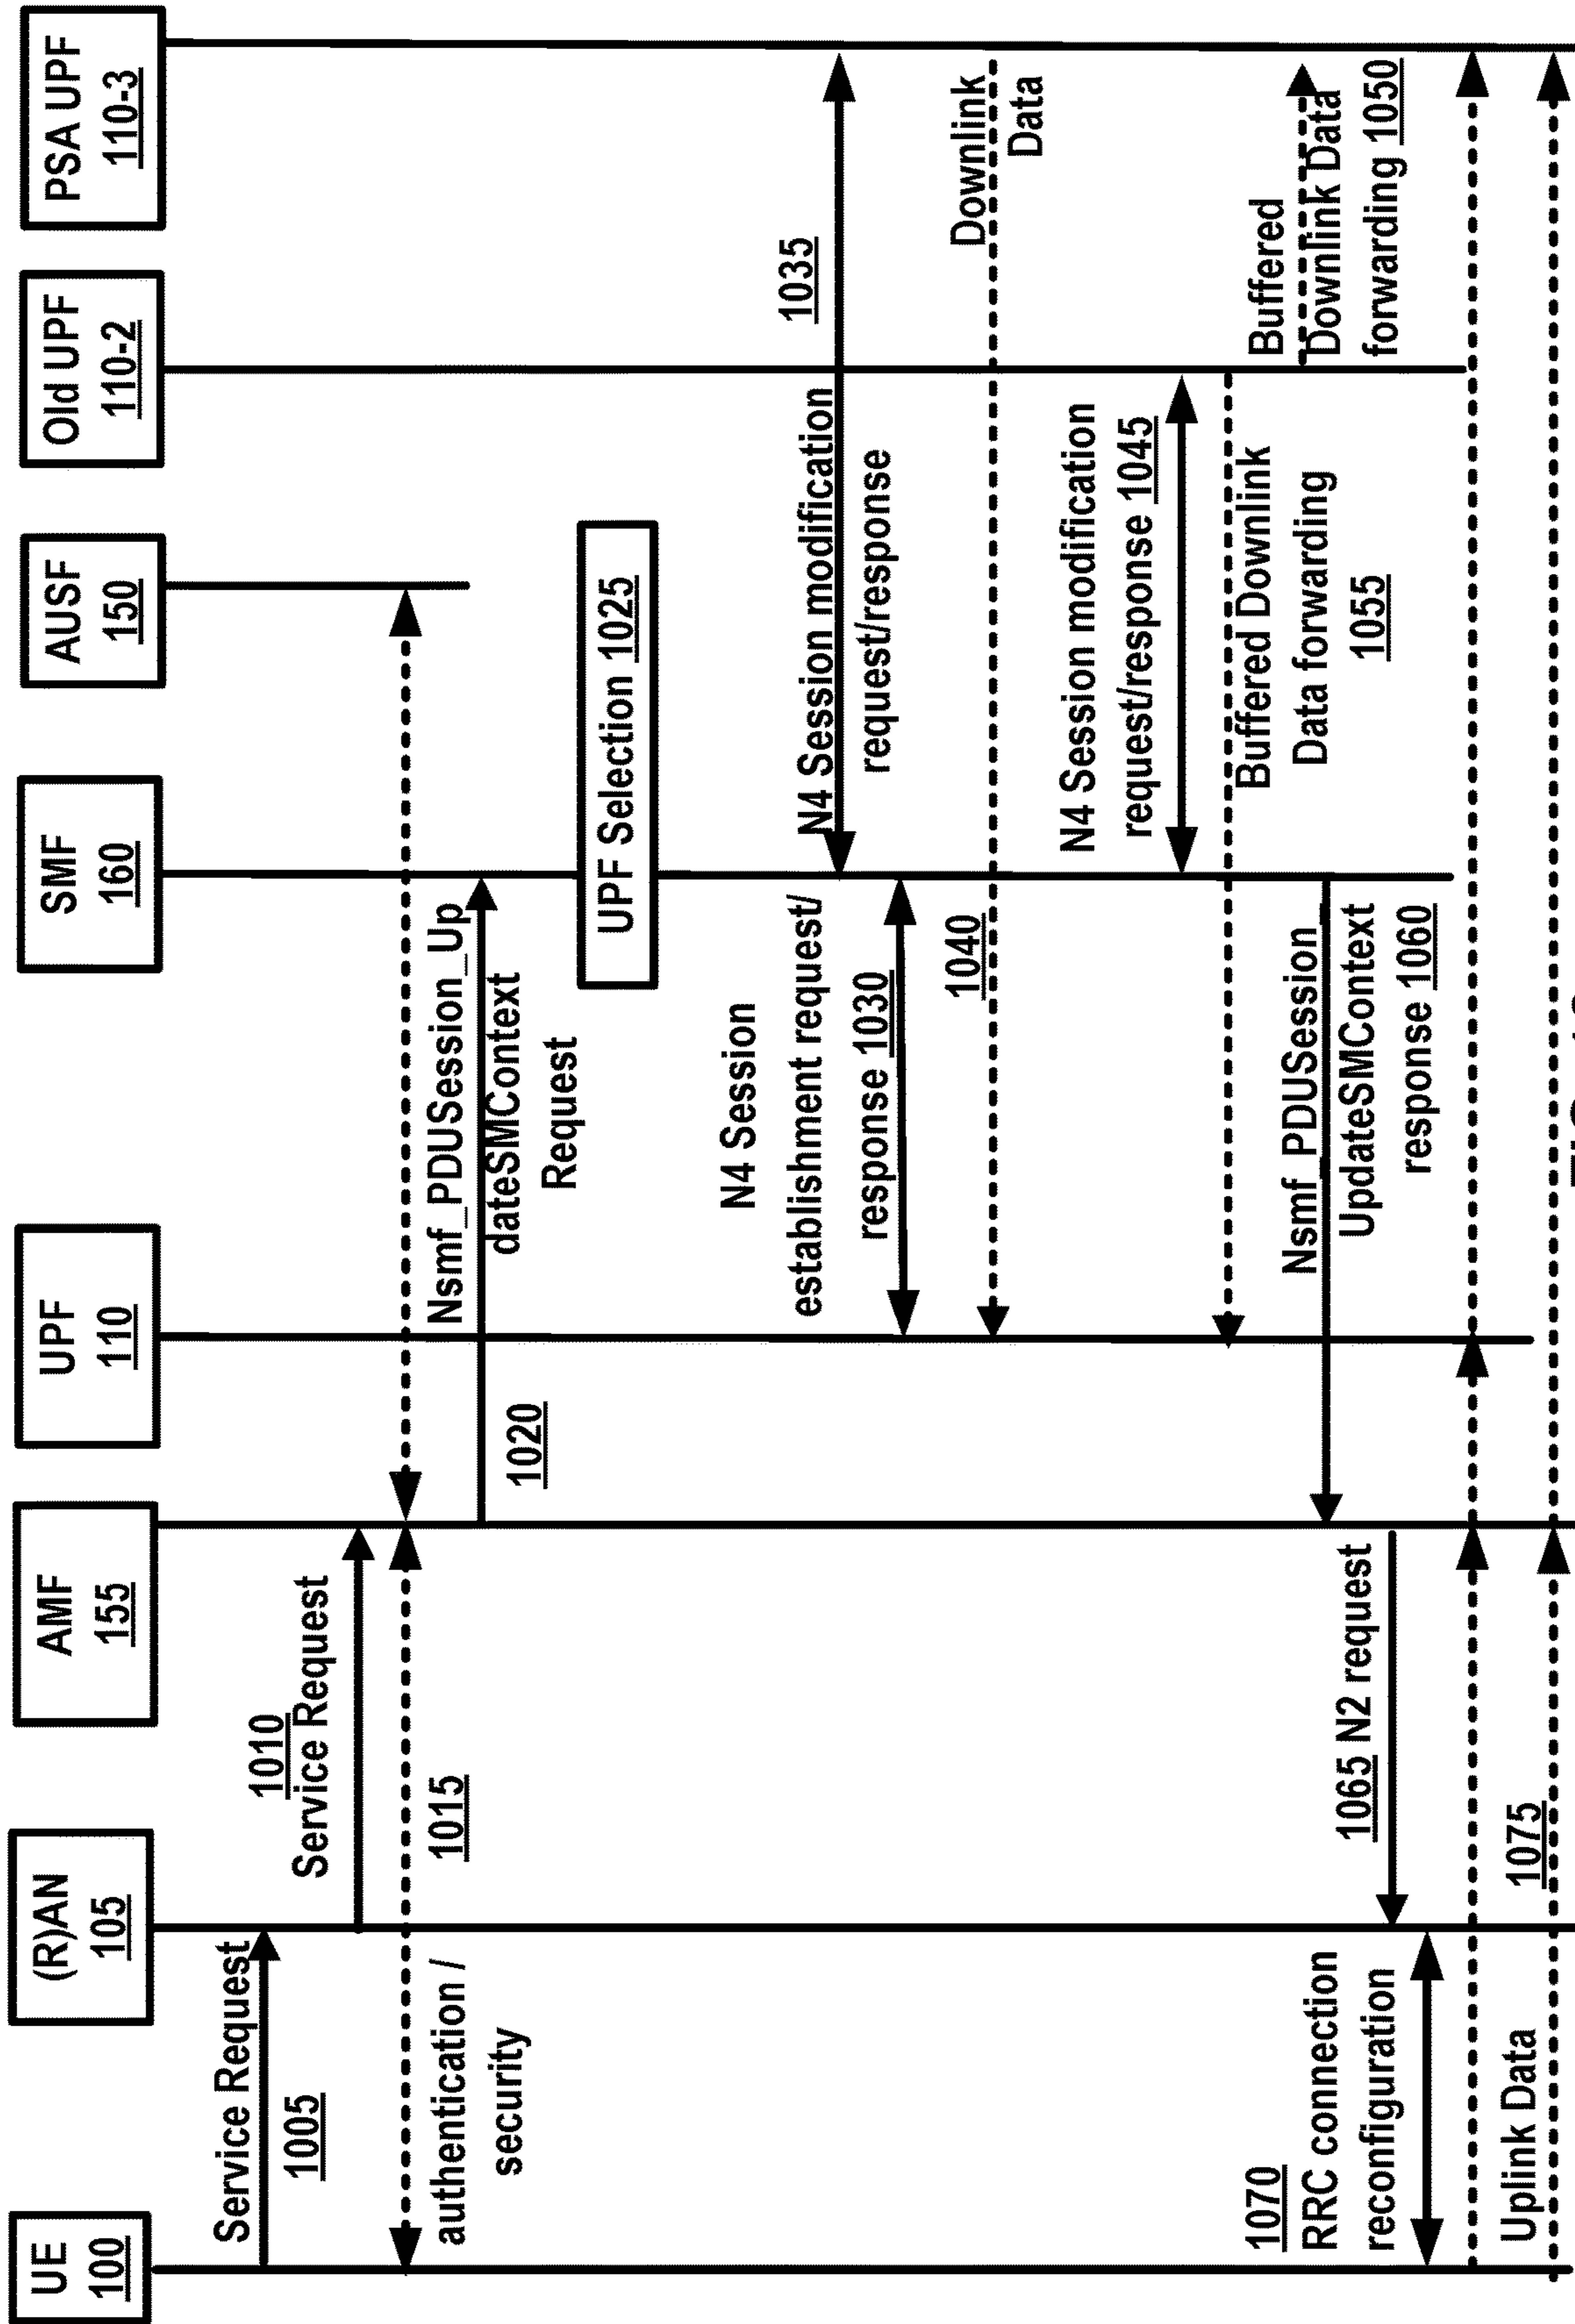 UE
100
(R)AN
105
AMF
155
UPF
110
SMF
160
AUSF
150
Old UPF
110-2
PSA UPF
110-3
Service Request
1005
1010
Service Request
authentication /
security
1015
Nsmf_PDUSession_Up
dateSMContext
Request
1020
UPF Selection 1025
N4 Session
establishment request/
response 1030
N4 Session modification
request/response
1035
1040
Downlink
Data
N4 Session modification
request/response 1045
Buffered
Downlink Data
forwarding 1050
Buffered Downlink
Data forwarding
1055
Nsmf_PDUSession_
UpdateSMContext
response 1060
1065 N2 request
1070
RRC connection
reconfiguration
Uplink Data
1075